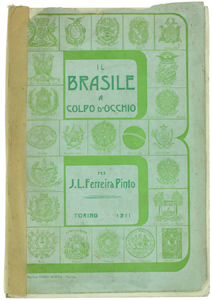 IL
BRASILE
A
COLPO D'OCCHIO
PER
J. L. Ferreira Pinto
TORINO 1911